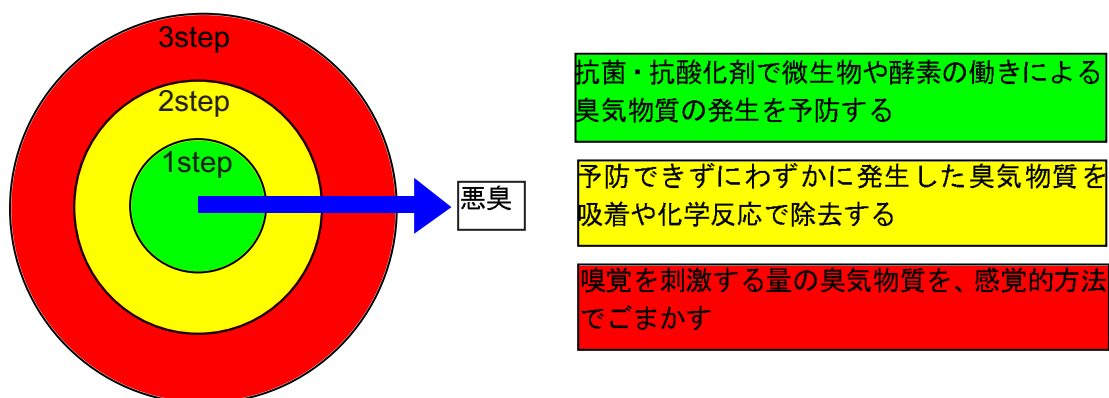 3step
2step
1step
悪臭
抗菌・抗酸化剤で微生物や酵素の働きによる
臭気物質の発生を予防する
予防できずにわずかに発生した臭気物質を
吸着や化学反応で除去する
嗅覚を刺激する量の臭気物質を、感覚的方法
でごまかす